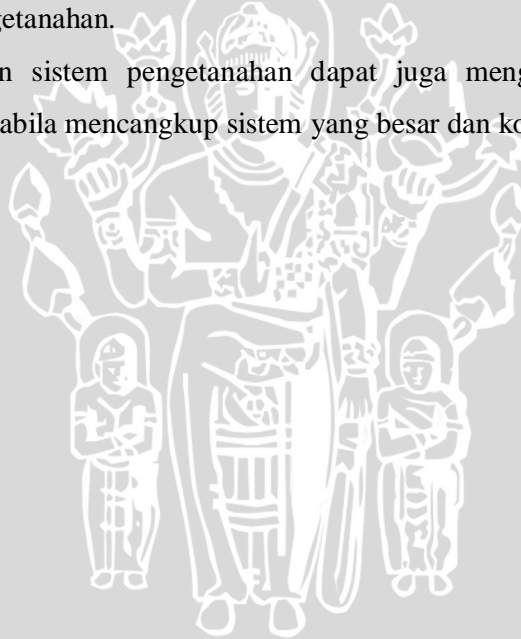 getanahan.
n sistem pengetanahan dapat juga meng
abila mencangkup sistem yang besar dan ko